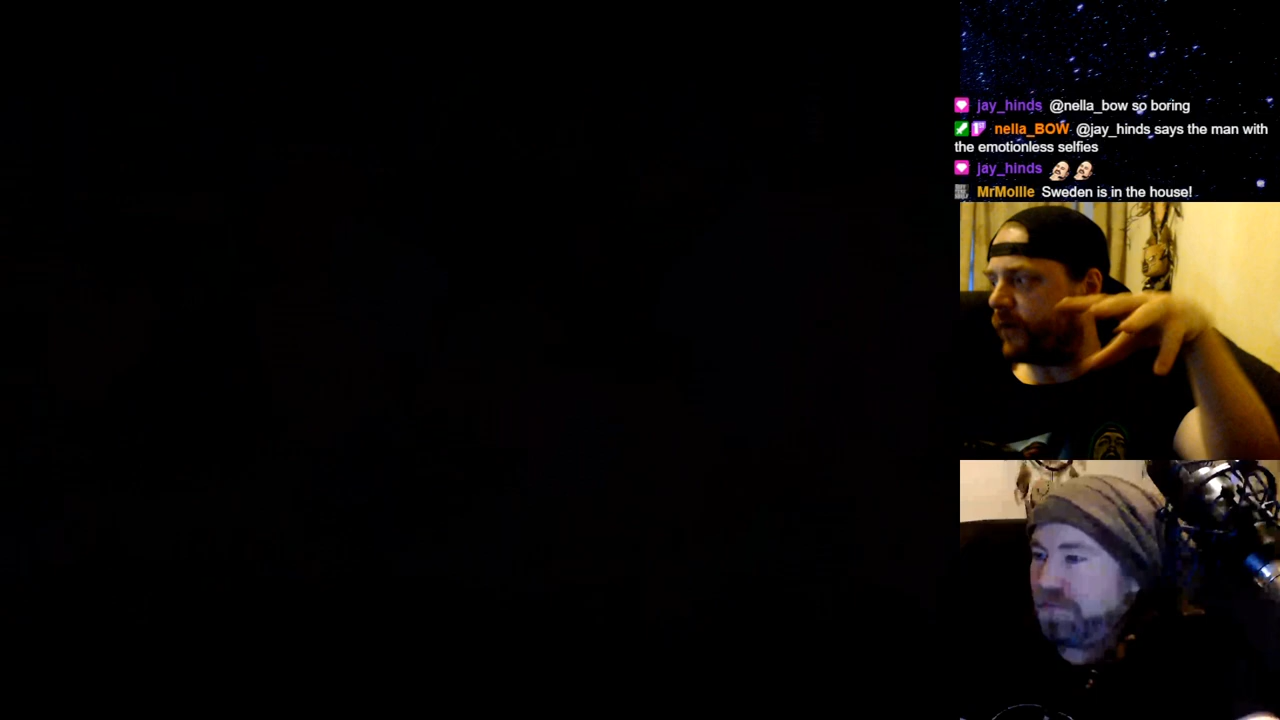 jay_hinds @nella_bow so boring
nella_BOW @jay_hinds says the man with
the emotionless selfies
jay_hinds
MrMollle Sweden is in the house!